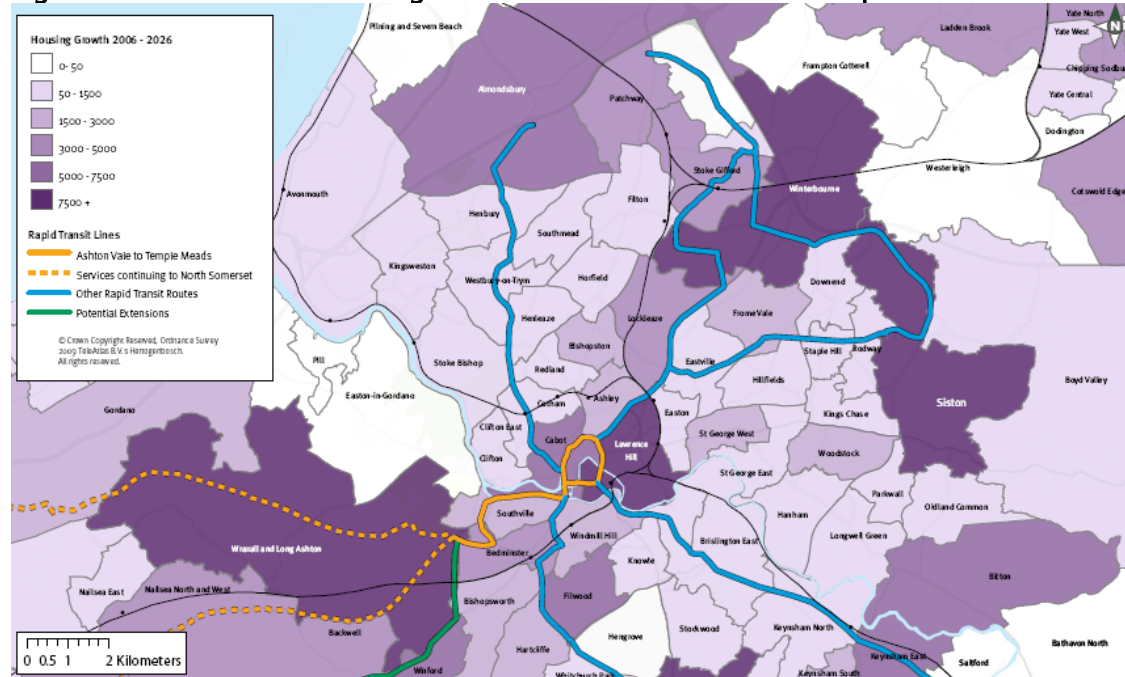 Housing Growth 2006 - 2026
0- 50
50 - 1500
1500 - 3000
3000 - 5000
5000 - 7500
7500 +
Rapid Transit Lines
Ashton Vale to Temple Meads
Services continuing to North Somerset
Other Rapid Transit Routes
Potential Extensions
© Crown Copyright Reserved, Ordnance Survey
2009 TeleAtlas B.V.s Hertogenbosch.
All rights reserved.
Pilning and Severn Beach
Ladden Brook
Yate North
Yate West
N
Frampton Cotterell
Chipping Sodbu
Almondsbury
Patchway
Yate Central
Dodington
Stoke Gifford
Westerleigh
Winterbourne
Cotswold Edge
Avonmouth
Filton
Henbury
Southmead
Kingsweston
Westbury-on-Trym
Horfield
Downend
Henleaze
Lockleaze
Frome Vale
Bishopston
Staple Hill
Rodway
Pill
Stoke Bishop
Redland
Eastville
Hillfields
Boyd Valley
Easton-in-Gordano
Cotham
Ashley
Siston
Gordano
Clifton East
Easton
Kings Chase
Cabot
Lawrence
Hill
St George West
Clifton
Woodstock
St George East
Parkwall
Oldland Common
Southville
Hanham
Longwell Green
Wraxall and Long Ashton
Bedminster
Windmill Hill
Brislington East
Knowle
Bitton
Nailsea East
Nailsea North and West
Bishopsworth
Filwood
Backwell
Hengrove
Stockwood
Keynsham North
Bathavon North
Hartcliffe
Keynsham East
Saltford
0 0.5 1 2 Kilometers
Winford
Whitchurch Park
Keynsham South